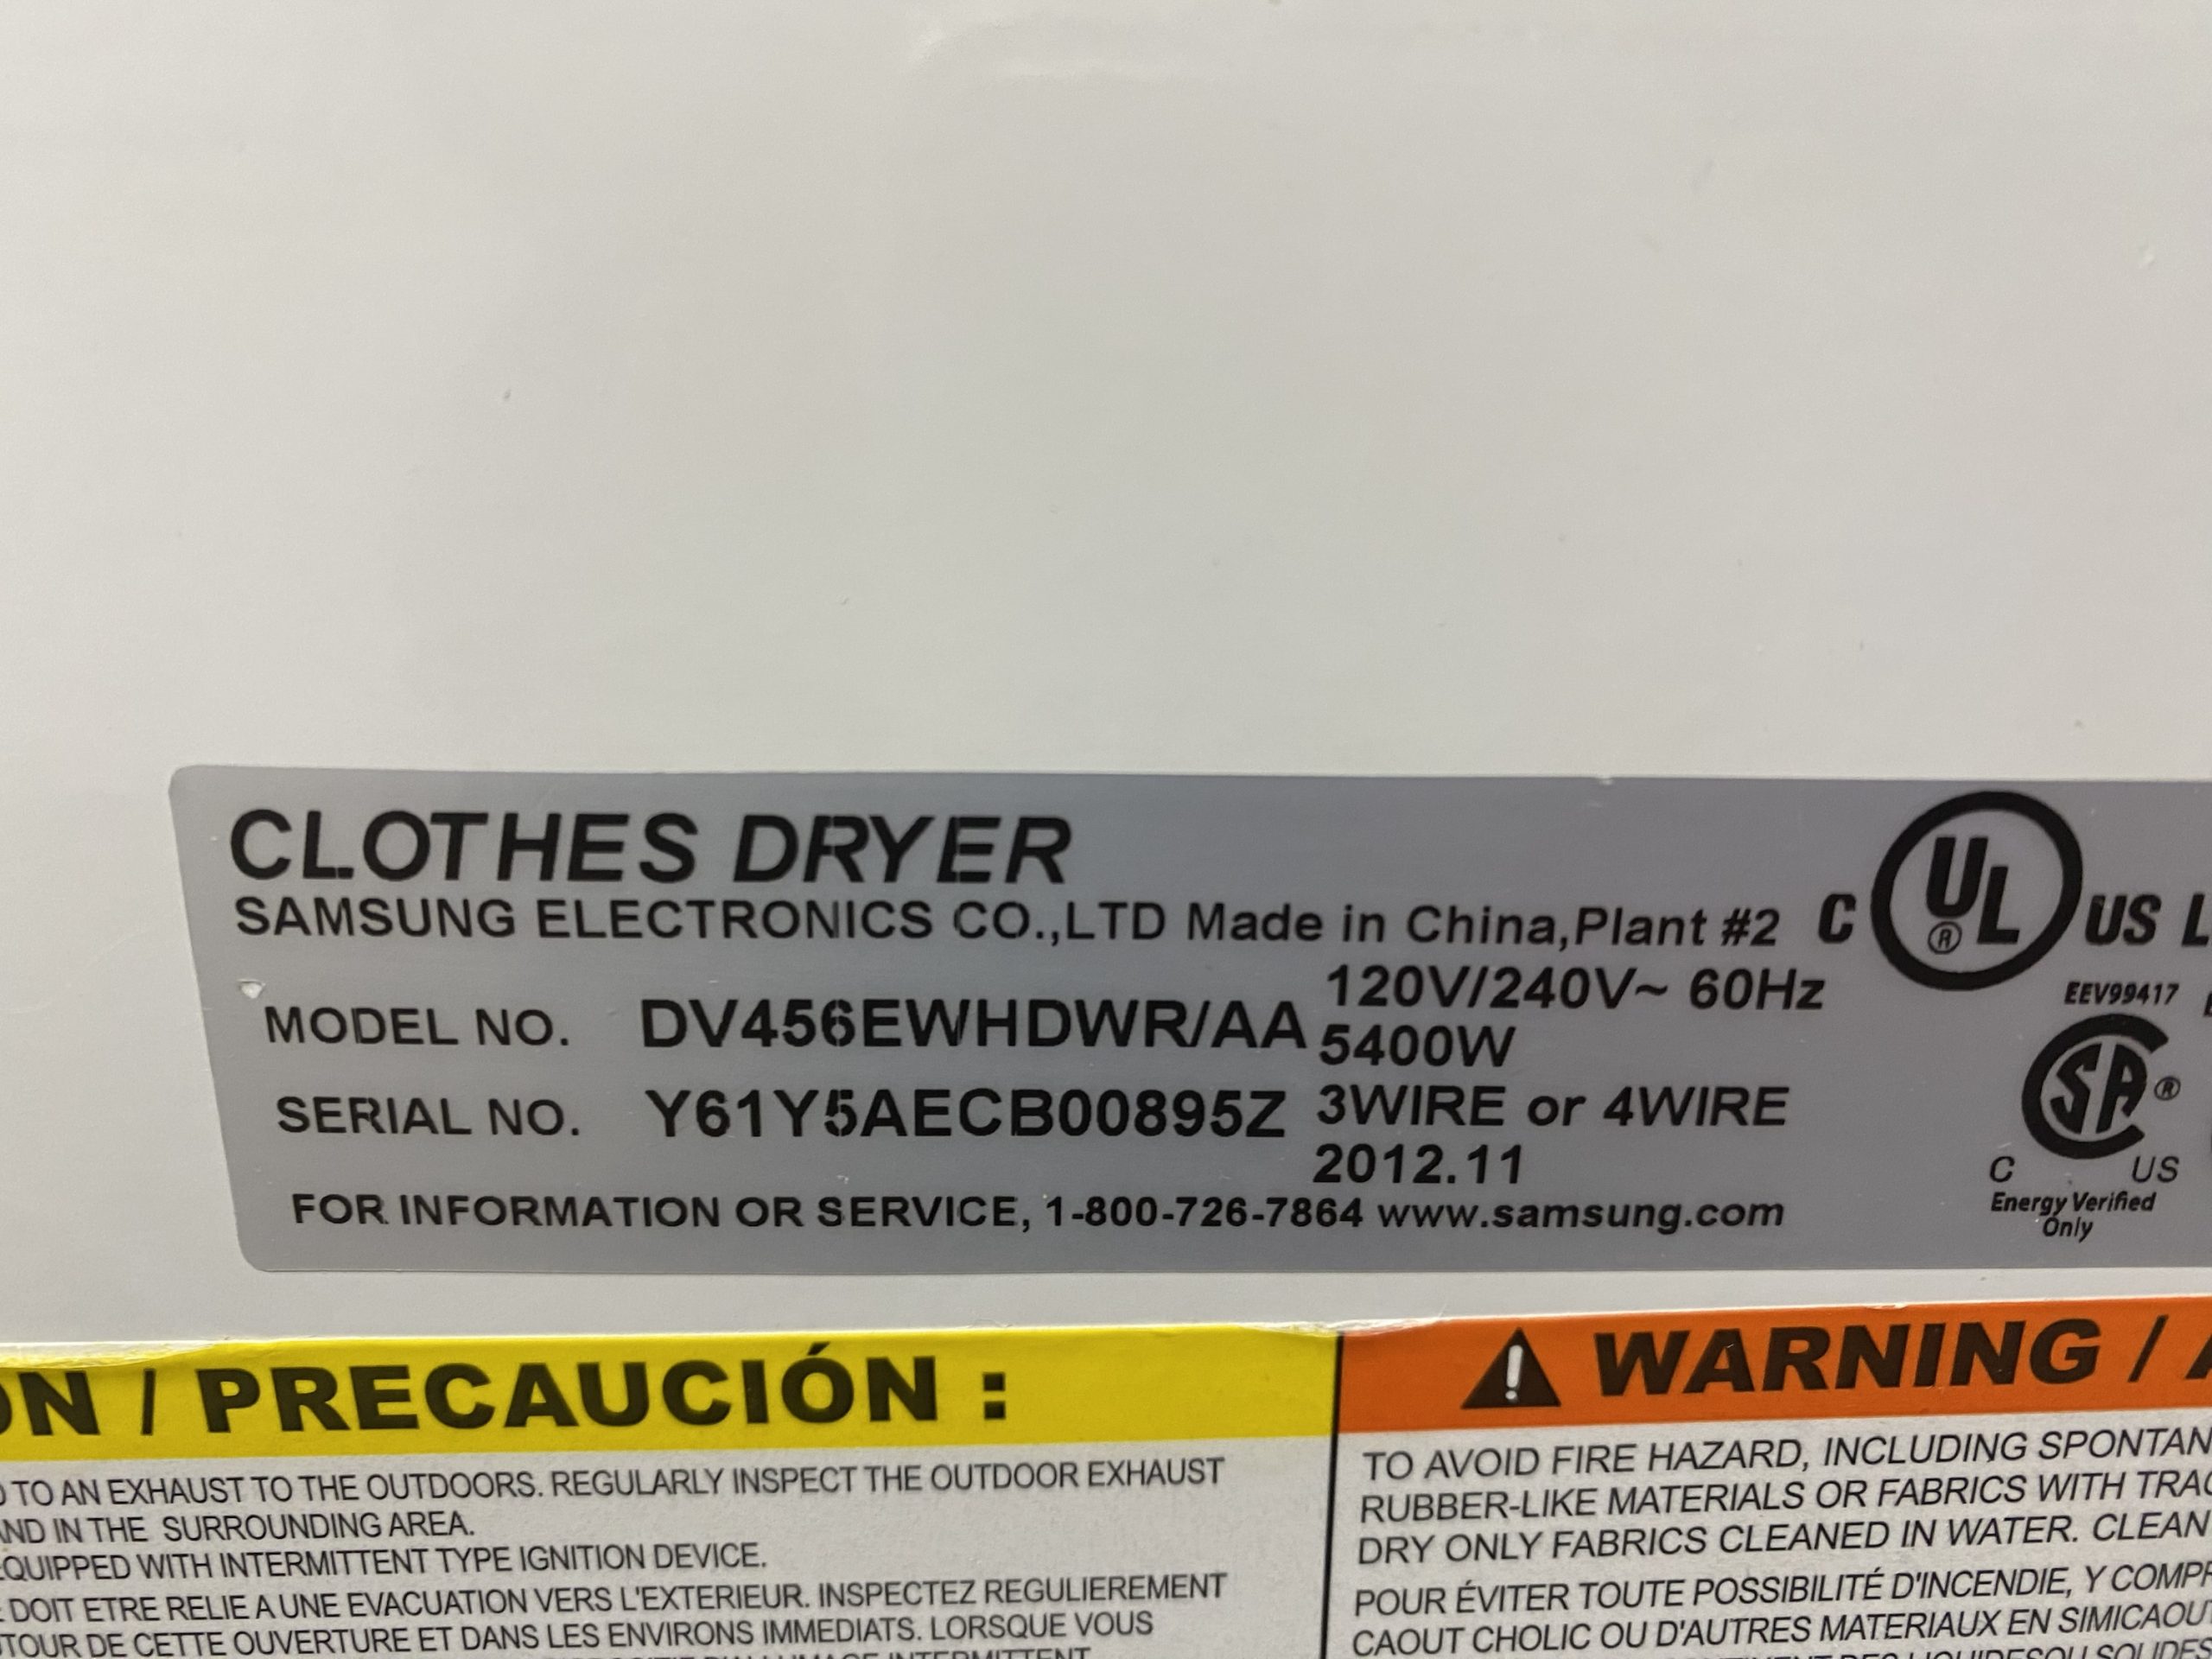 CLOTHES DRYER
SAMSUNG ELECTRONICS CO.,LTD Made in China,Plant #2
C UL ® US L
EEV99417
MODEL NO. DV456EWHDWR/AA
120V/240V~ 60Hz
5400W
SERIAL NO. Y61Y5AECB00895Z
3WIRE or 4WIRE
2012.11
FOR INFORMATION OR SERVICE, 1-800-726-7864 www.samsung.com
SA ®
C US
Energy Verified
Only
ON / PRECAUCIÓN :
TO AN EXHAUST TO THE OUTDOORS. REGULARLY INSPECT THE OUTDOOR EXHAUST
AND IN THE SURROUNDING AREA.
EQUIPPED WITH INTERMITTENT TYPE IGNITION DEVICE.
DOIT ETRE RELIE A UNE EVACUATION VERS L'EXTERIEUR. INSPECTEZ REGULIEREMENT
TOUR DE CETTE OUVERTURE ET DANS LES ENVIRONS IMMEDIATS. LORSQUE VOUS
! WARNING /
TO AVOID FIRE HAZARD, INCLUDING SPONTAN
RUBBER-LIKE MATERIALS OR FABRICS WITH TRAC
DRY ONLY FABRICS CLEANED IN WATER. CLEAN
POUR ÉVITER TOUTE POSSIBILITÉ D'INCENDIE, Y COMPR
CAOUT CHOLIC OU D'AUTRES MATERIAUX EN SIMICAOU